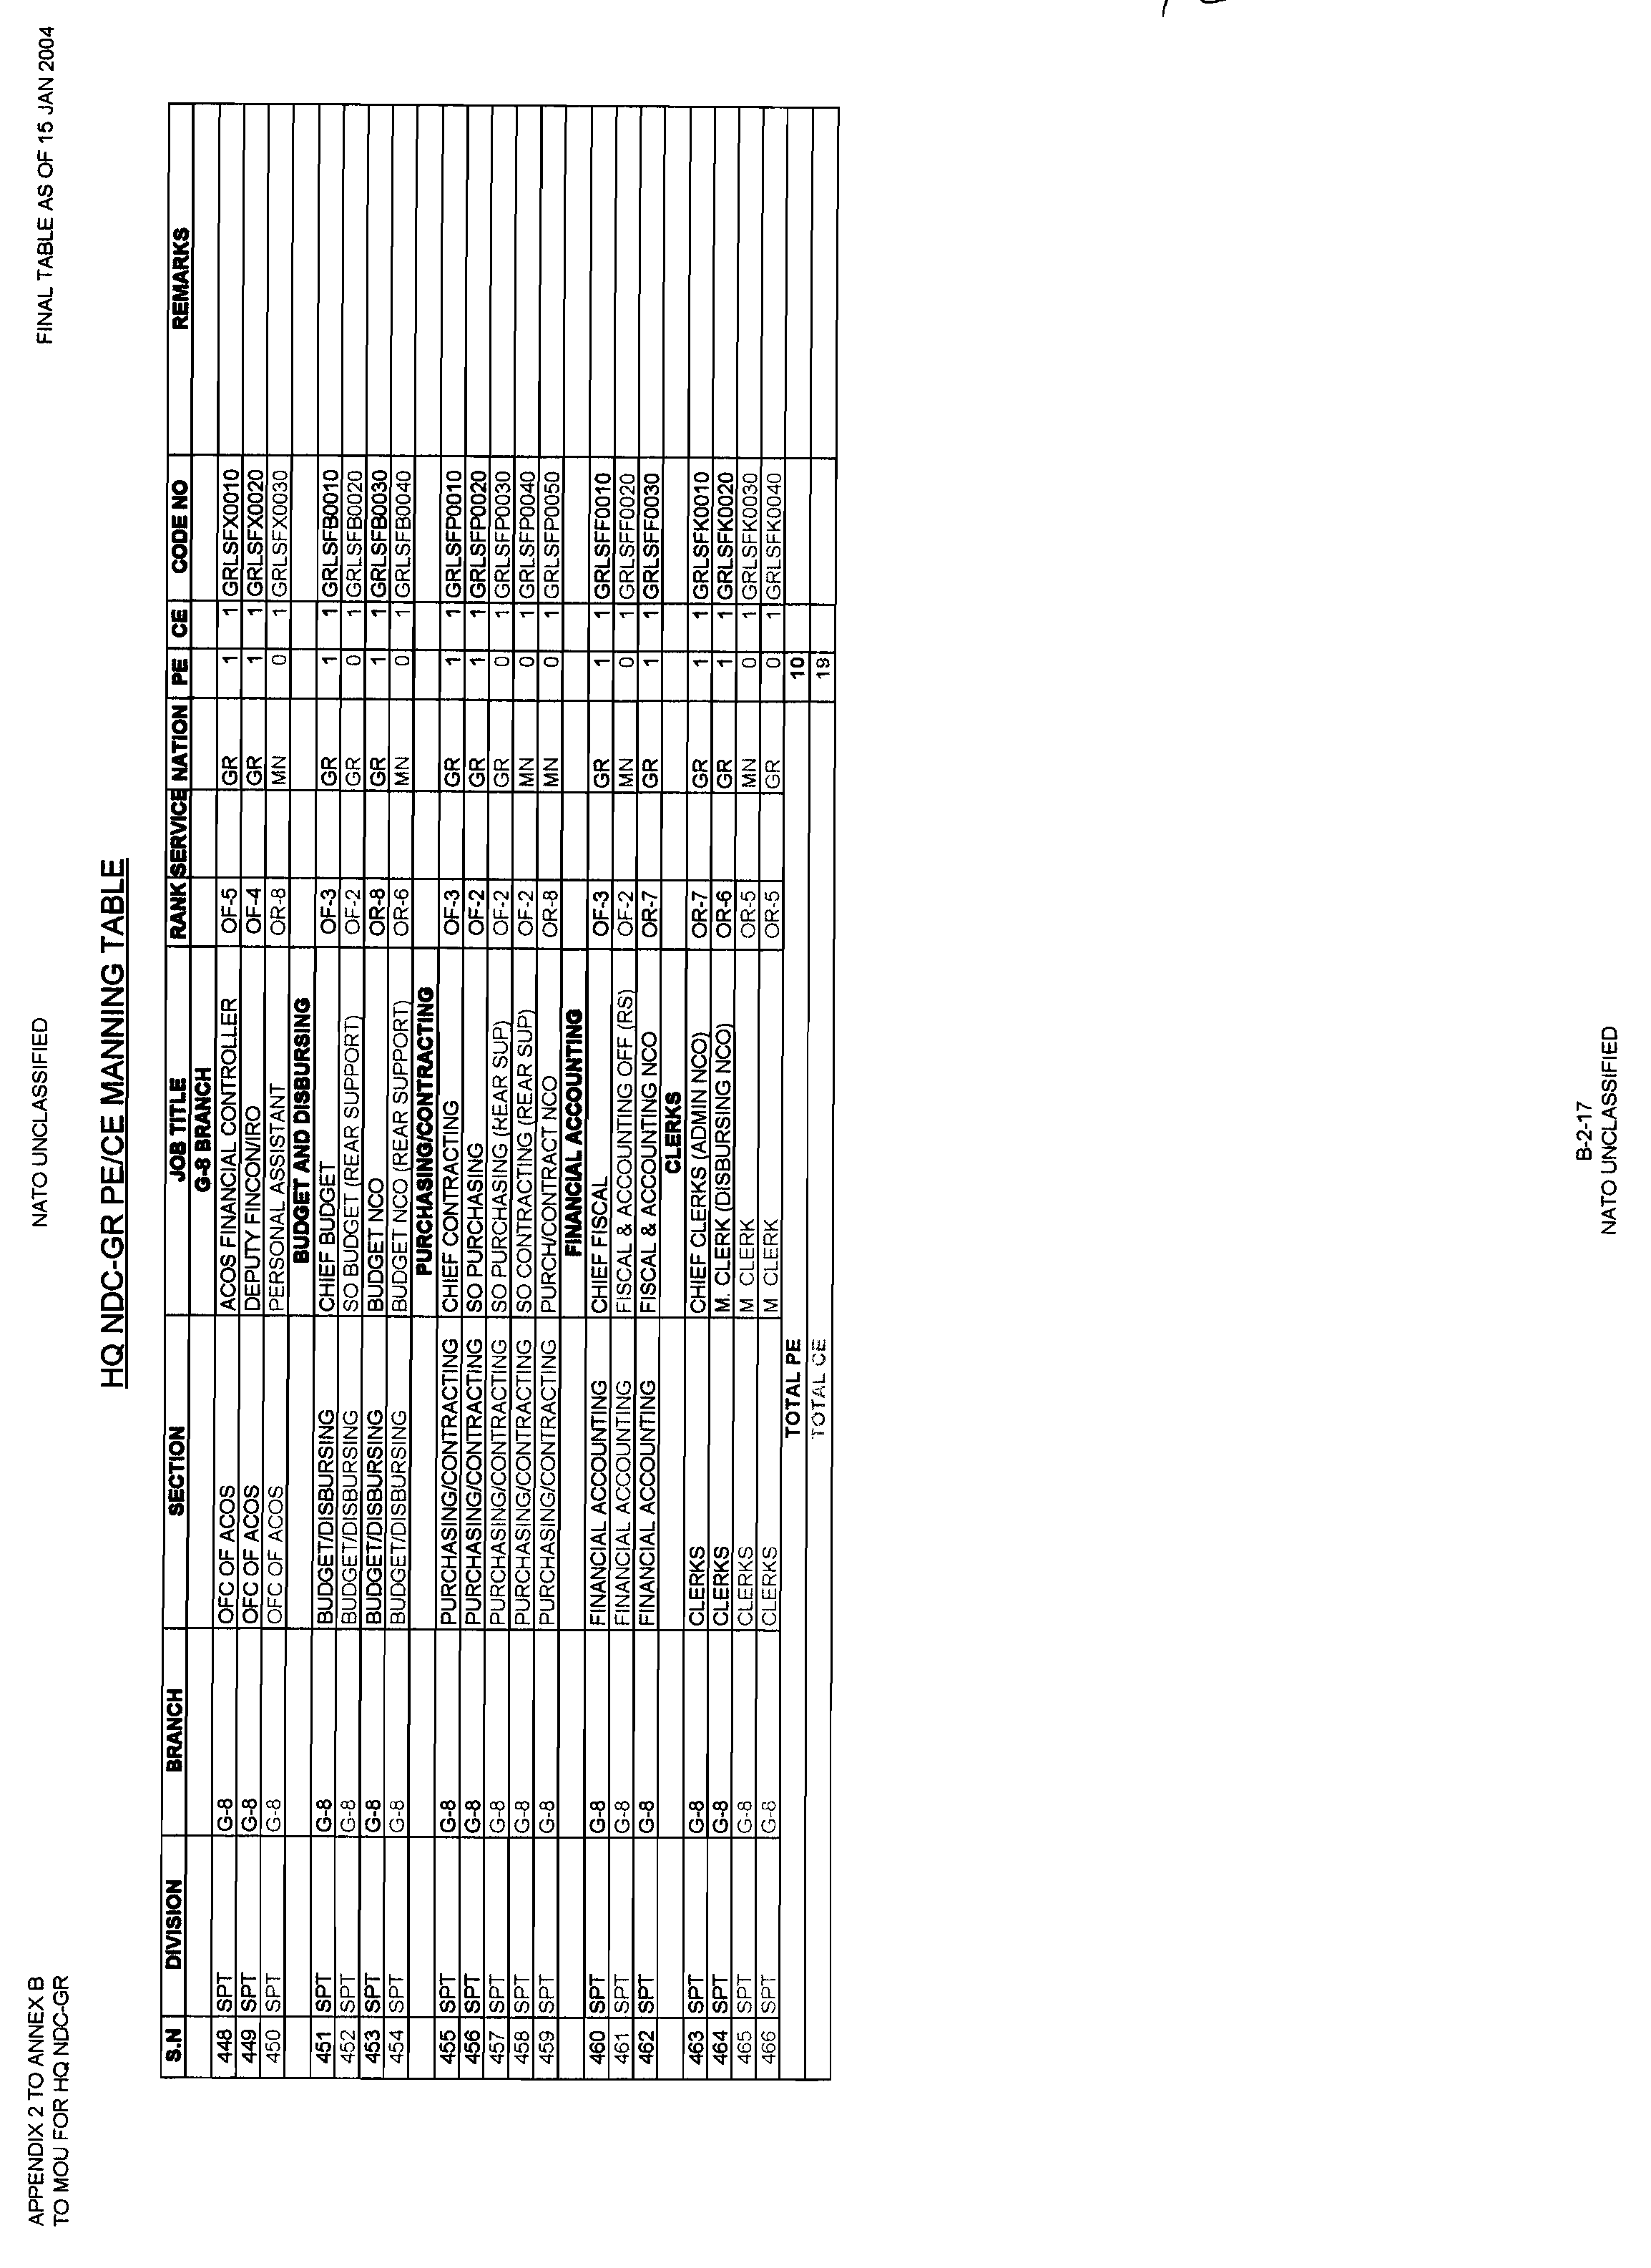 APPENDIX 2 TO ANNEX B NATO UNCLASSIFIED FINAL TABLE AS OF 15 JAN 2004
TO MOU FOR HQ NDC-GR
HQ NDC-GR PE/CE MANNING TABLE
S.N DIVISION BRANCH SECTION JOB TITLE RANK SERVICE NATION PE CE CODE NO REMARKS
G-8 BRANCH
448 SPT G-8 OFC OF ACOS ACOS FINANCIAL CONTROLLER OF-5 GR 1 1 GRLSFX0010
449 SPT G-8 OFC OF ACOS DEPUTY FINCON/IRO OF-4 GR 1 1 GRLSFX0020
450 SPT G-8 OFC OF ACOS PERSONAL ASSISTANT OR-8 MN 0 1 GRLSFX0030
BUDGET AND DISBURSING
451 SPT G-8 BUDGET/DISBURSING CHIEF BUDGET OF-3 GR 1 1 GRLSFB0010
452 SPT G-8 BUDGET/DISBURSING SO BUDGET (REAR SUPPORT) OF-2 GR 0 1 GRLSFB0020
453 SPT G-8 BUDGET/DISBURSING BUDGET NCO OR-8 GR 1 1 GRLSFB0030
454 SPT G-8 BUDGET/DISBURSING BUDGET NCO (REAR SUPPORT) OR-6 MN 0 1 GRLSFB0040
PURCHASING/CONTRACTING
455 SPT G-8 PURCHASING/CONTRACTING CHIEF CONTRACTING OF-3 GR 1 1 GRLSFP0010
456 SPT G-8 PURCHASING/CONTRACTING SO PURCHASING OF-2 GR 1 1 GRLSFP0020
457 SPT G-8 PURCHASING/CONTRACTING SO PURCHASING (REAR SUP) OF-2 GR 0 1 GRLSFP0030
458 SPT G-8 PURCHASING/CONTRACTING SO CONTRACTING (REAR SUP) OF-2 MN 0 1 GRLSFP0040
459 SPT G-8 PURCHASING/CONTRACTING PURCH/CONTRACT NCO OR-8 MN 0 1 GRLSFP0050
FINANCIAL ACCOUNTING
460 SPT G-8 FINANCIAL ACCOUNTING CHIEF FISCAL OF-3 GR 1 1 GRLSFF0010
461 SPT G-8 FINANCIAL ACCOUNTING FISCAL & ACCOUNTING OFF (RS) OF-2 MN 0 1 GRLSFF0020
462 SPT G-8 FINANCIAL ACCOUNTING FISCAL & ACCOUNTING NCO OR-7 GR 1 1 GRLSFF0030
CLERKS
463 SPT G-8 CLERKS CHIEF CLERKS (ADMIN NCO) OR-7 GR 1 1 GRLSFK0010
464 SPT G-8 CLERKS M. CLERK (DISBURSING NCO) OR-6 GR 1 1 GRLSFK0020
465 SPT G-8 CLERKS M CLERK OR-5 MN 0 1 GRLSFK0030
466 SPT G-8 CLERKS M CLERK OR-5 GR 0 1 GRLSFK0040
TOTAL PE 10
TOTAL CE 19
B-2-17
NATO UNCLASSIFIED